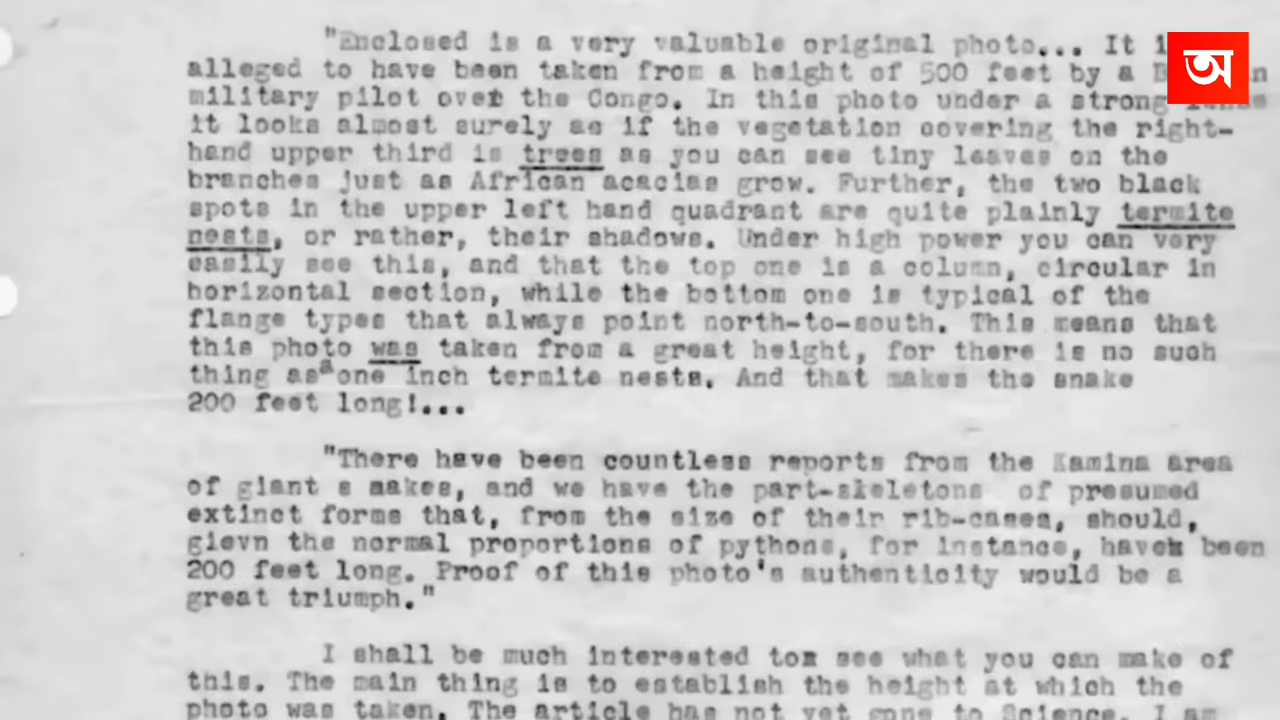 "Enclosed is a very valuable original photo... It i
অ
alleged to have been taken from a height of 500 feet by a
military pilot over the Congo. In this photo under a strong
it looks almost surely as if the vegetation covering the right-
hand upper third is trees as you can see tiny leaves on the
branches just as African acacias grow. Further, the two black
spots in the upper left hand quadrant are quite plainly termite
nests, or rather, their shadows. Under high power you can very
easily see this, and that the top one is a column, circular in
horizontal section, while the bottom one is typical of the
flange types that always point north-to-south. This means that
this photo was taken from a great height, for there is no such
thing as a one inch termite nests. And that makes the snake
200 feet long!...
"There have been countless reports from the Kamina area
of giant s nakes, and we have the part-skeletons of presumed
extinct forms that, from the size of their rib-cases, should,
gievn the normal proportions of pythons, for instance, have been
200 feet long. Proof of this photo's authenticity would be a
great triumph."
I shall be much interested to see what you can make of
this. The main thing is to establish the height at which the
photo was taken. The article has not yet gone to Science. I am